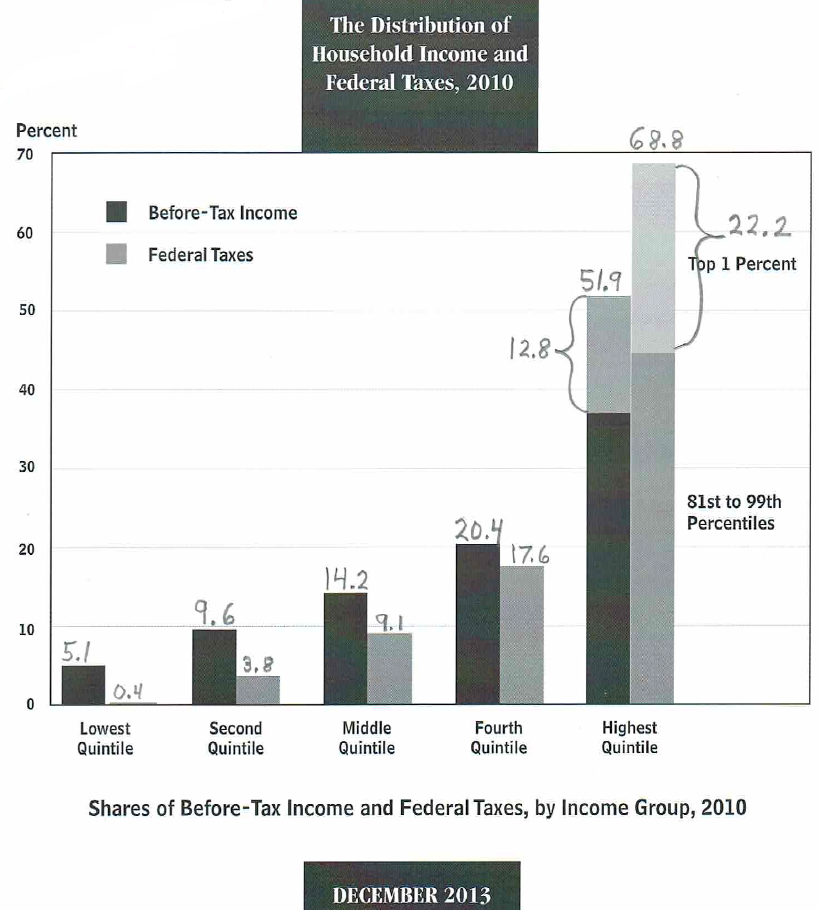 The Distribution of
Household Income and
Federal Taxes, 2010
Percent
68.8
70
Before-Tax Income
Federal Taxes
60
22.2
Top 1 Percent
51.9
50
12.8
40
30
81st to 99th
Percentiles
20
20.4
17.6
14.2
9.6
9.1
10
5.1
3.8
0.4
0
Lowest
Quintile
Second
Quintile
Middle
Quintile
Fourth
Quintile
Highest
Quintile
Shares of Before-Tax Income and Federal Taxes, by Income Group, 2010
DECEMBER 2013